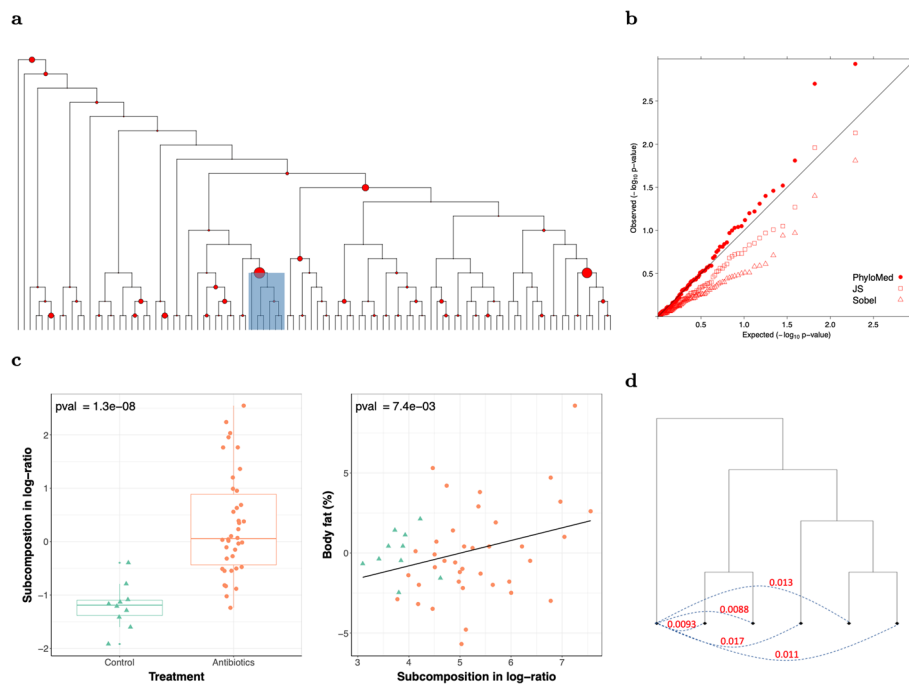 a
b
Observed (−log10 p−value)
2.5
2.0
1.5
1.0
0.5
PhyloMed
JS
Sobel
0.5 1.0 1.5 2.0 2.5
Expected (−log10 p−value)
c
pval = 1.3e−08
Subcompostion in log−ratio
2
1
0
−1
−2
Control Antibiotics
Treatment
pval = 7.4e−03
Body fat (%)
5
0
−5
3 4 5 6 7
Subcomposition in log−ratio
d
0.013
0.0088
0.0093
0.017
0.011